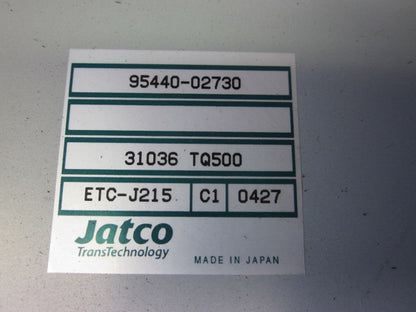 95440-02730
31036 TQ500
ETC-J215 C1 0427
Jatco
TransTechnology
MADE IN JAPAN